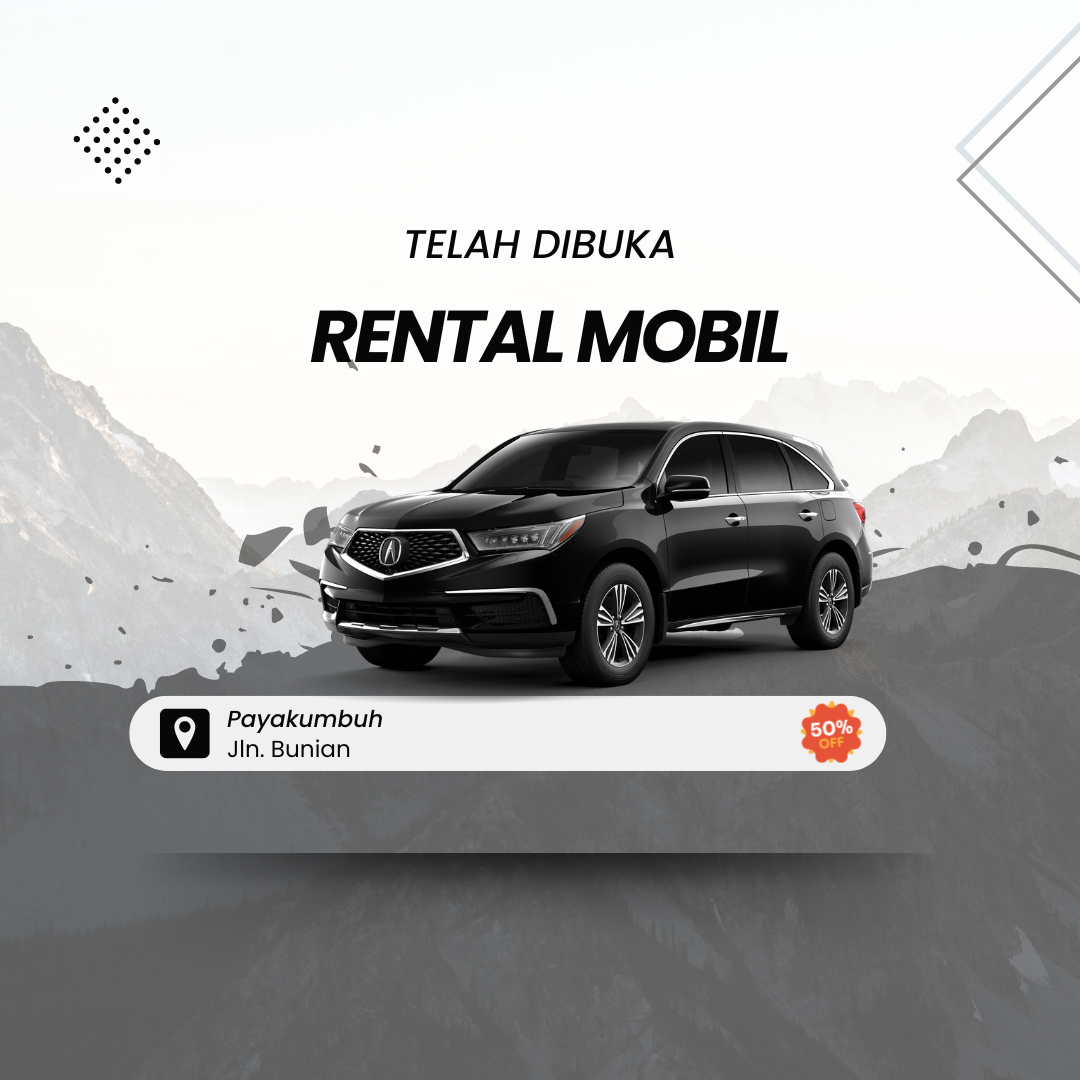 TELAH DIBUKA
RENTAL MOBIL
Payakumbuh
Jln. Bunian
50%
OFF